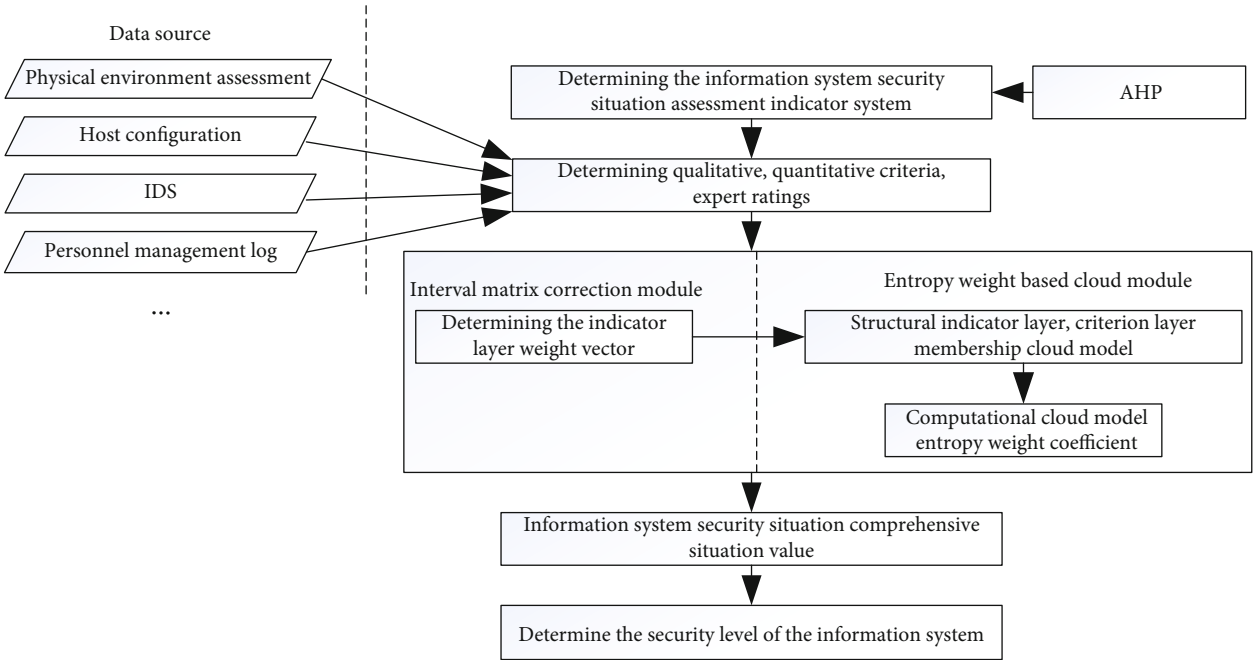 Data source
Physical environment assessment
Host configuration
IDS
Personnel management log
...
Determining the information system security
situation assessment indicator system
AHP
Determining qualitative, quantitative criteria,
expert ratings
Interval matrix correction module
Determining the indicator
layer weight vector
Entropy weight based cloud module
Structural indicator layer, criterion layer
membership cloud model
Computational cloud model
entropy weight coefficient
Information system security situation comprehensive
situation value
Determine the security level of the information system